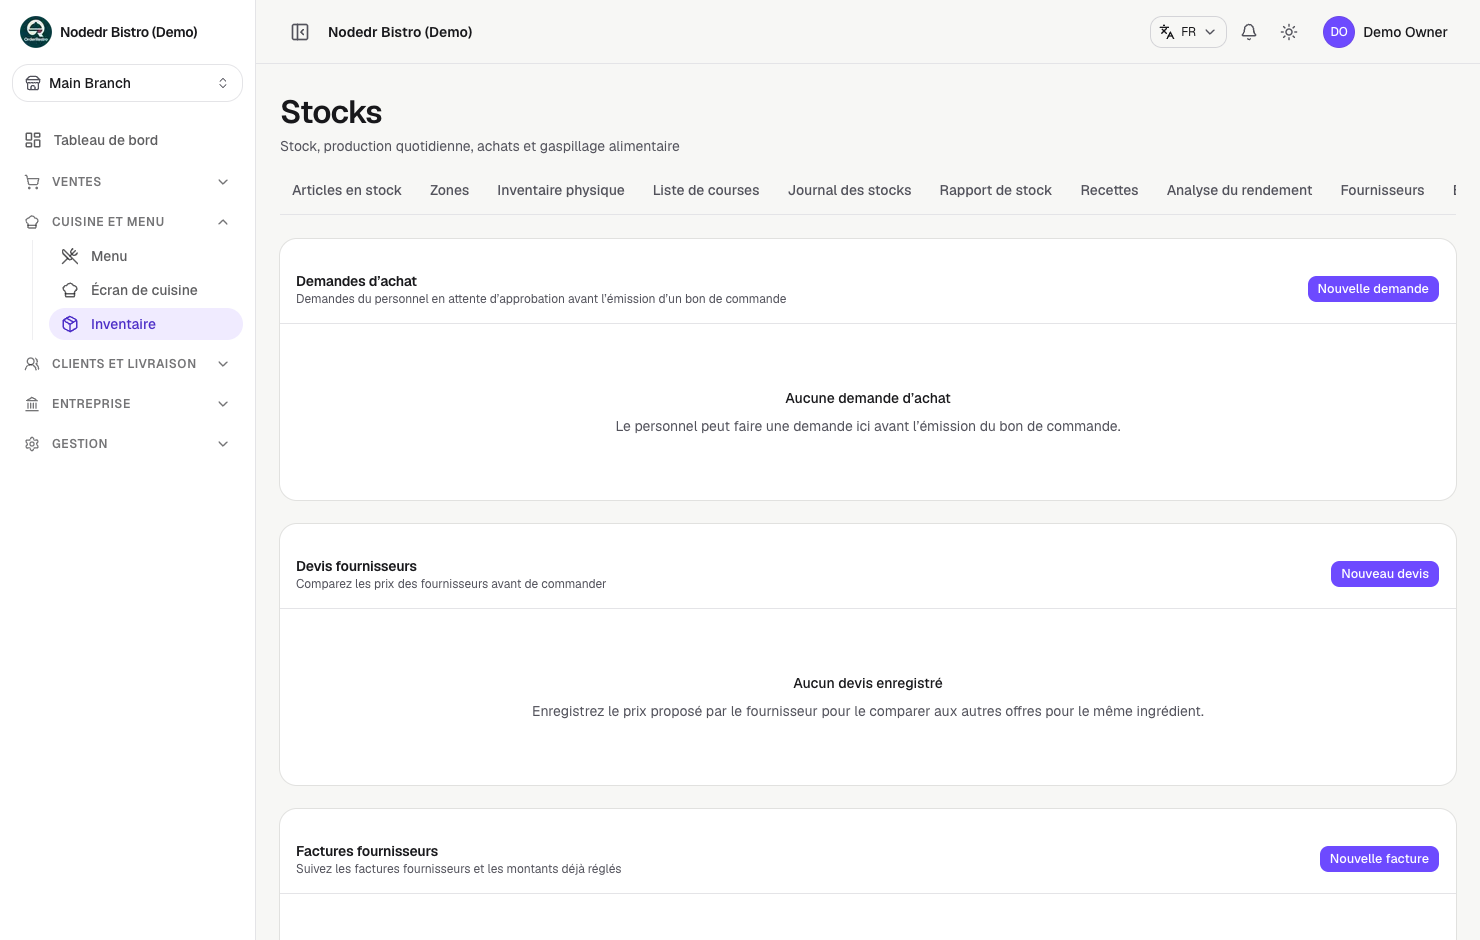 Nodedr Bistro (Demo)
Main Branch
Tableau de bord
VENTES
CUISINE ET MENU
Menu
Écran de cuisine
Inventaire
CLIENTS ET LIVRAISON
ENTREPRISE
GESTION
Nodedr Bistro (Demo)
FR
DO
Demo Owner
Stocks
Stock, production quotidienne, achats et gaspillage alimentaire
Articles en stock Zones Inventaire physique Liste de courses Journal des stocks Rapport de stock Recettes Analyse du rendement Fournisseurs
Demandes d’achat
Demandes du personnel en attente d’approbation avant l’émission d’un bon de commande
Nouvelle demande
Aucune demande d’achat
Le personnel peut faire une demande ici avant l’émission du bon de commande.
Devis fournisseurs
Comparez les prix des fournisseurs avant de commander
Nouveau devis
Aucun devis enregistré
Enregistrez le prix proposé par le fournisseur pour le comparer aux autres offres pour le même ingrédient.
Factures fournisseurs
Suivez les factures fournisseurs et les montants déjà réglés
Nouvelle facture